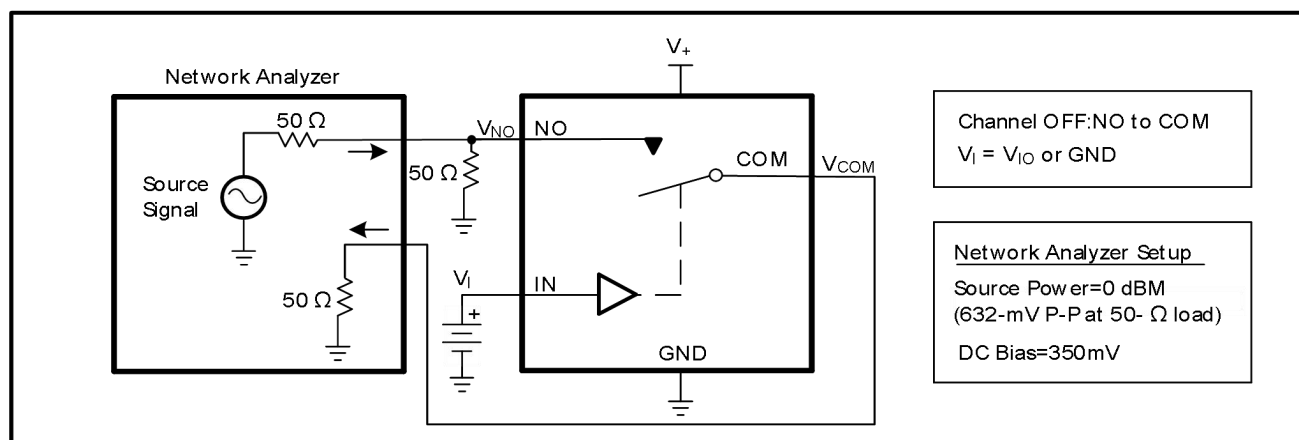 Network Analyzer
50 Ω
Source
Signal
50 Ω
V+
VNO NO
50 Ω
COM VCOM
VI IN
+
GND
Channel OFF:NO to COM
VI = VIO or GND
Network Analyzer Setup
Source Power=0 dBM
(632-mV P-P at 50- Ω load)
DC Bias=350mV